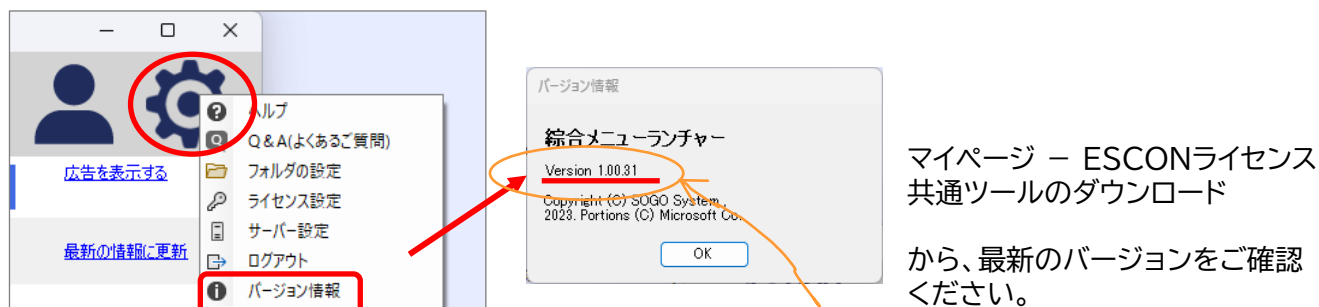 ヘルプ
Q&A(よくあるご質問)
フォルダの設定
ライセンス設定
サーバー設定
ログアウト
バージョン情報
広告を表示する
最新の情報に更新
バージョン情報
綜合メニューランチャー
Version 1.00.31
Copyright (C) SOGO System.,
2023. Portions (C) Microsoft Co.
OK
マイページ － ESCONライセンス
共通ツールのダウンロード
から、最新のバージョンをご確認
ください。